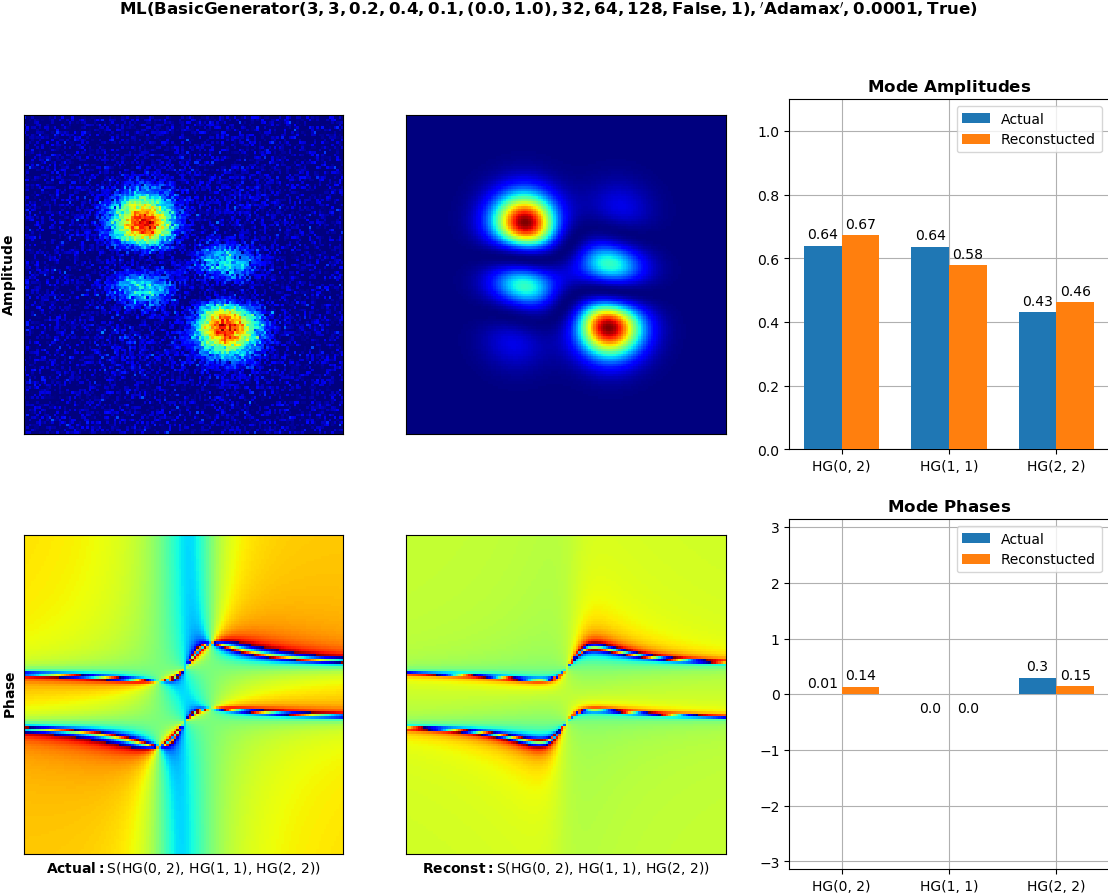 ML(BasicGenerator(3, 3, 0.2, 0.4, 0.1, (0.0, 1.0), 32, 64, 128, False, 1), 'Adamax', 0.0001, True)
Amplitude
Mode Amplitudes
Actual
Reconstucted
1.0
0.8
0.6
0.4
0.2
0.0
0.64
0.67
0.64
0.58
0.43
0.46
HG(0, 2)
HG(1, 1)
HG(2, 2)
Phase
Actual: S(HG(0, 2), HG(1, 1), HG(2, 2))
Reconst: S(HG(0, 2), HG(1, 1), HG(2, 2))
Mode Phases
Actual
Reconstucted
3
2
1
0
−1
−2
−3
0.01
0.14
0.0
0.0
0.3
0.15
HG(0, 2)
HG(1, 1)
HG(2, 2)